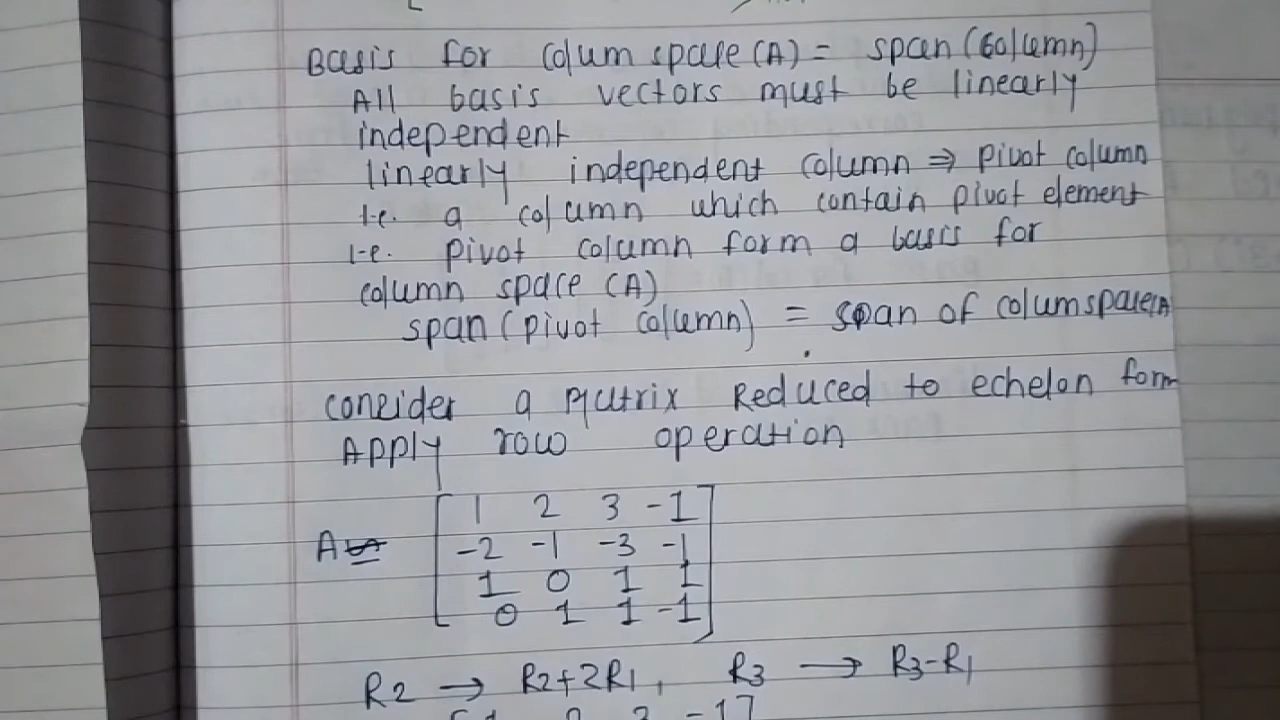 Basis for Colum space (A) = span (Column)
All basis vectors must be linearly
independent
linearly independent column ⇒ pivot column
i.e. a column which contain pivot element
i.e. pivot column form a basis for
column space (A)
span (pivot column) = span of columspace(A
consider a Matrix Reduced to echelon form
Apply row operation
A
1 2 3 -1
-2 -1 -3 -1
1 0 1 1
0 1 1 -1
R2 → R2+2R1, R3 → R3-R1